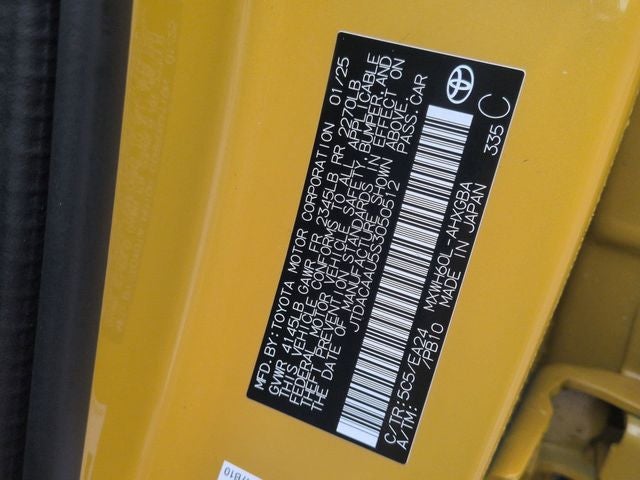 MFD. BY: TOYOTA MOTOR CORPORATION 01/25
GVWR 4145LB GAWR FR 2345LB RR 2270LB
THIS VEHICLE CONFORMS TO ALL APPLICABLE
FEDERAL MOTOR VEHICLE SAFETY, BUMPER, AND
THEFT PREVENTION STANDARDS IN EFFECT ON
THE DATE OF MANUFACTURE SHOWN ABOVE.
JTDACAAU5S3050512 PASS. CAR
C/TR: 5C5/EA24 MXWH60L-AHXGBA 335 C
A/TM: /PB10 MADE IN JAPAN